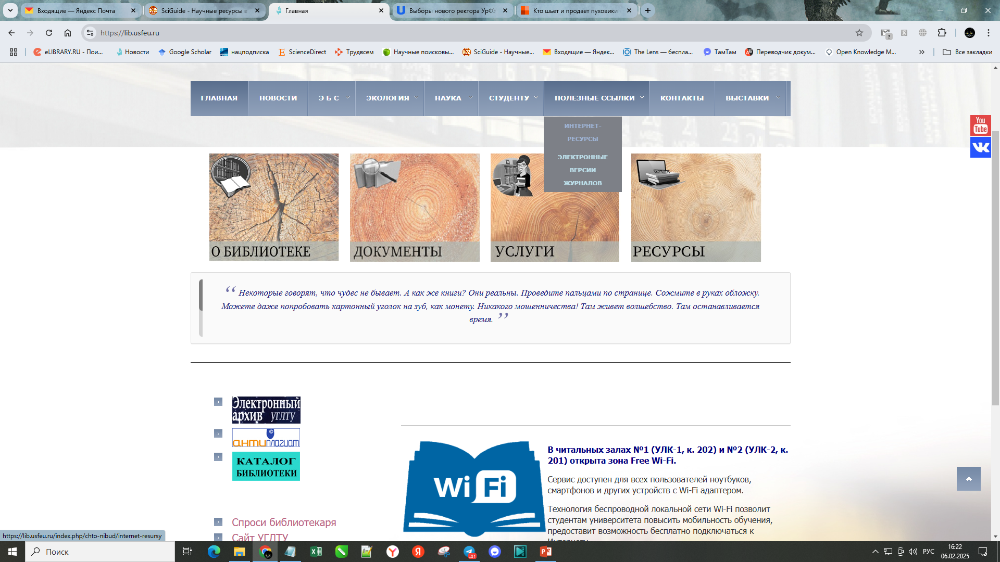 Входящие — Яндекс Почта
SciGuide - Научные ресурсы в
Главная
Выборы нового ректора УрФУ
Кто шьет и продает пуховики
https://lib.usfeu.ru
eLIBRARY.RU - Пои...
Новости
Google Scholar
нацподписка
ScienceDirect
Трудвсем
Научные поисковы...
SciGuide - Научные...
Входящие — Яндек...
The Lens — беспла...
ТамТам
Переводчик докум...
Open Knowledge M...
Все закладки
ГЛАВНАЯ
НОВОСТИ
Э Б С
ЭКОЛОГИЯ
НАУКА
СТУДЕНТУ
ПОЛЕЗНЫЕ ССЫЛКИ
КОНТАКТЫ
ВЫСТАВКИ
ИНТЕРНЕТ-
РЕСУРСЫ
ЭЛЕКТРОННЫЕ
ВЕРСИИ
ЖУРНАЛОВ
You
Tube
О БИБЛИОТЕКЕ
ДОКУМЕНТЫ
УСЛУГИ
РЕСУРСЫ
“ Некоторые говорят, что чудес не бывает. А как же книги? Они реальны. Проведите пальцами по странице. Сожмите в руках обложку.
Можете даже попробовать картонный уголок на зуб, как монету. Никакого мошенничества! Там живет волшебство. Там останавливается
время. ”
Электронный
архив УГЛТУ
антиплагиат
КАТАЛОГ
БИБЛИОТЕКИ
Спроси библиотекаря
Сайт УГЛТУ
Wi Fi
В читальных залах №1 (УЛК-1, к. 202) и №2 (УЛК-2, к.
201) открыта зона Free Wi-Fi.
Сервис доступен для всех пользователей ноутбуков,
смартфонов и других устройств с Wi-Fi адаптером.
Технология беспроводной локальной сети Wi-Fi позволит
студентам университета повысить мобильность обучения,
предоставит возможность бесплатно подключаться к
Интернету
https://lib.usfeu.ru/index.php/chto-nibud/internet-resursy
Поиск
РУС
16:22
06.02.2025